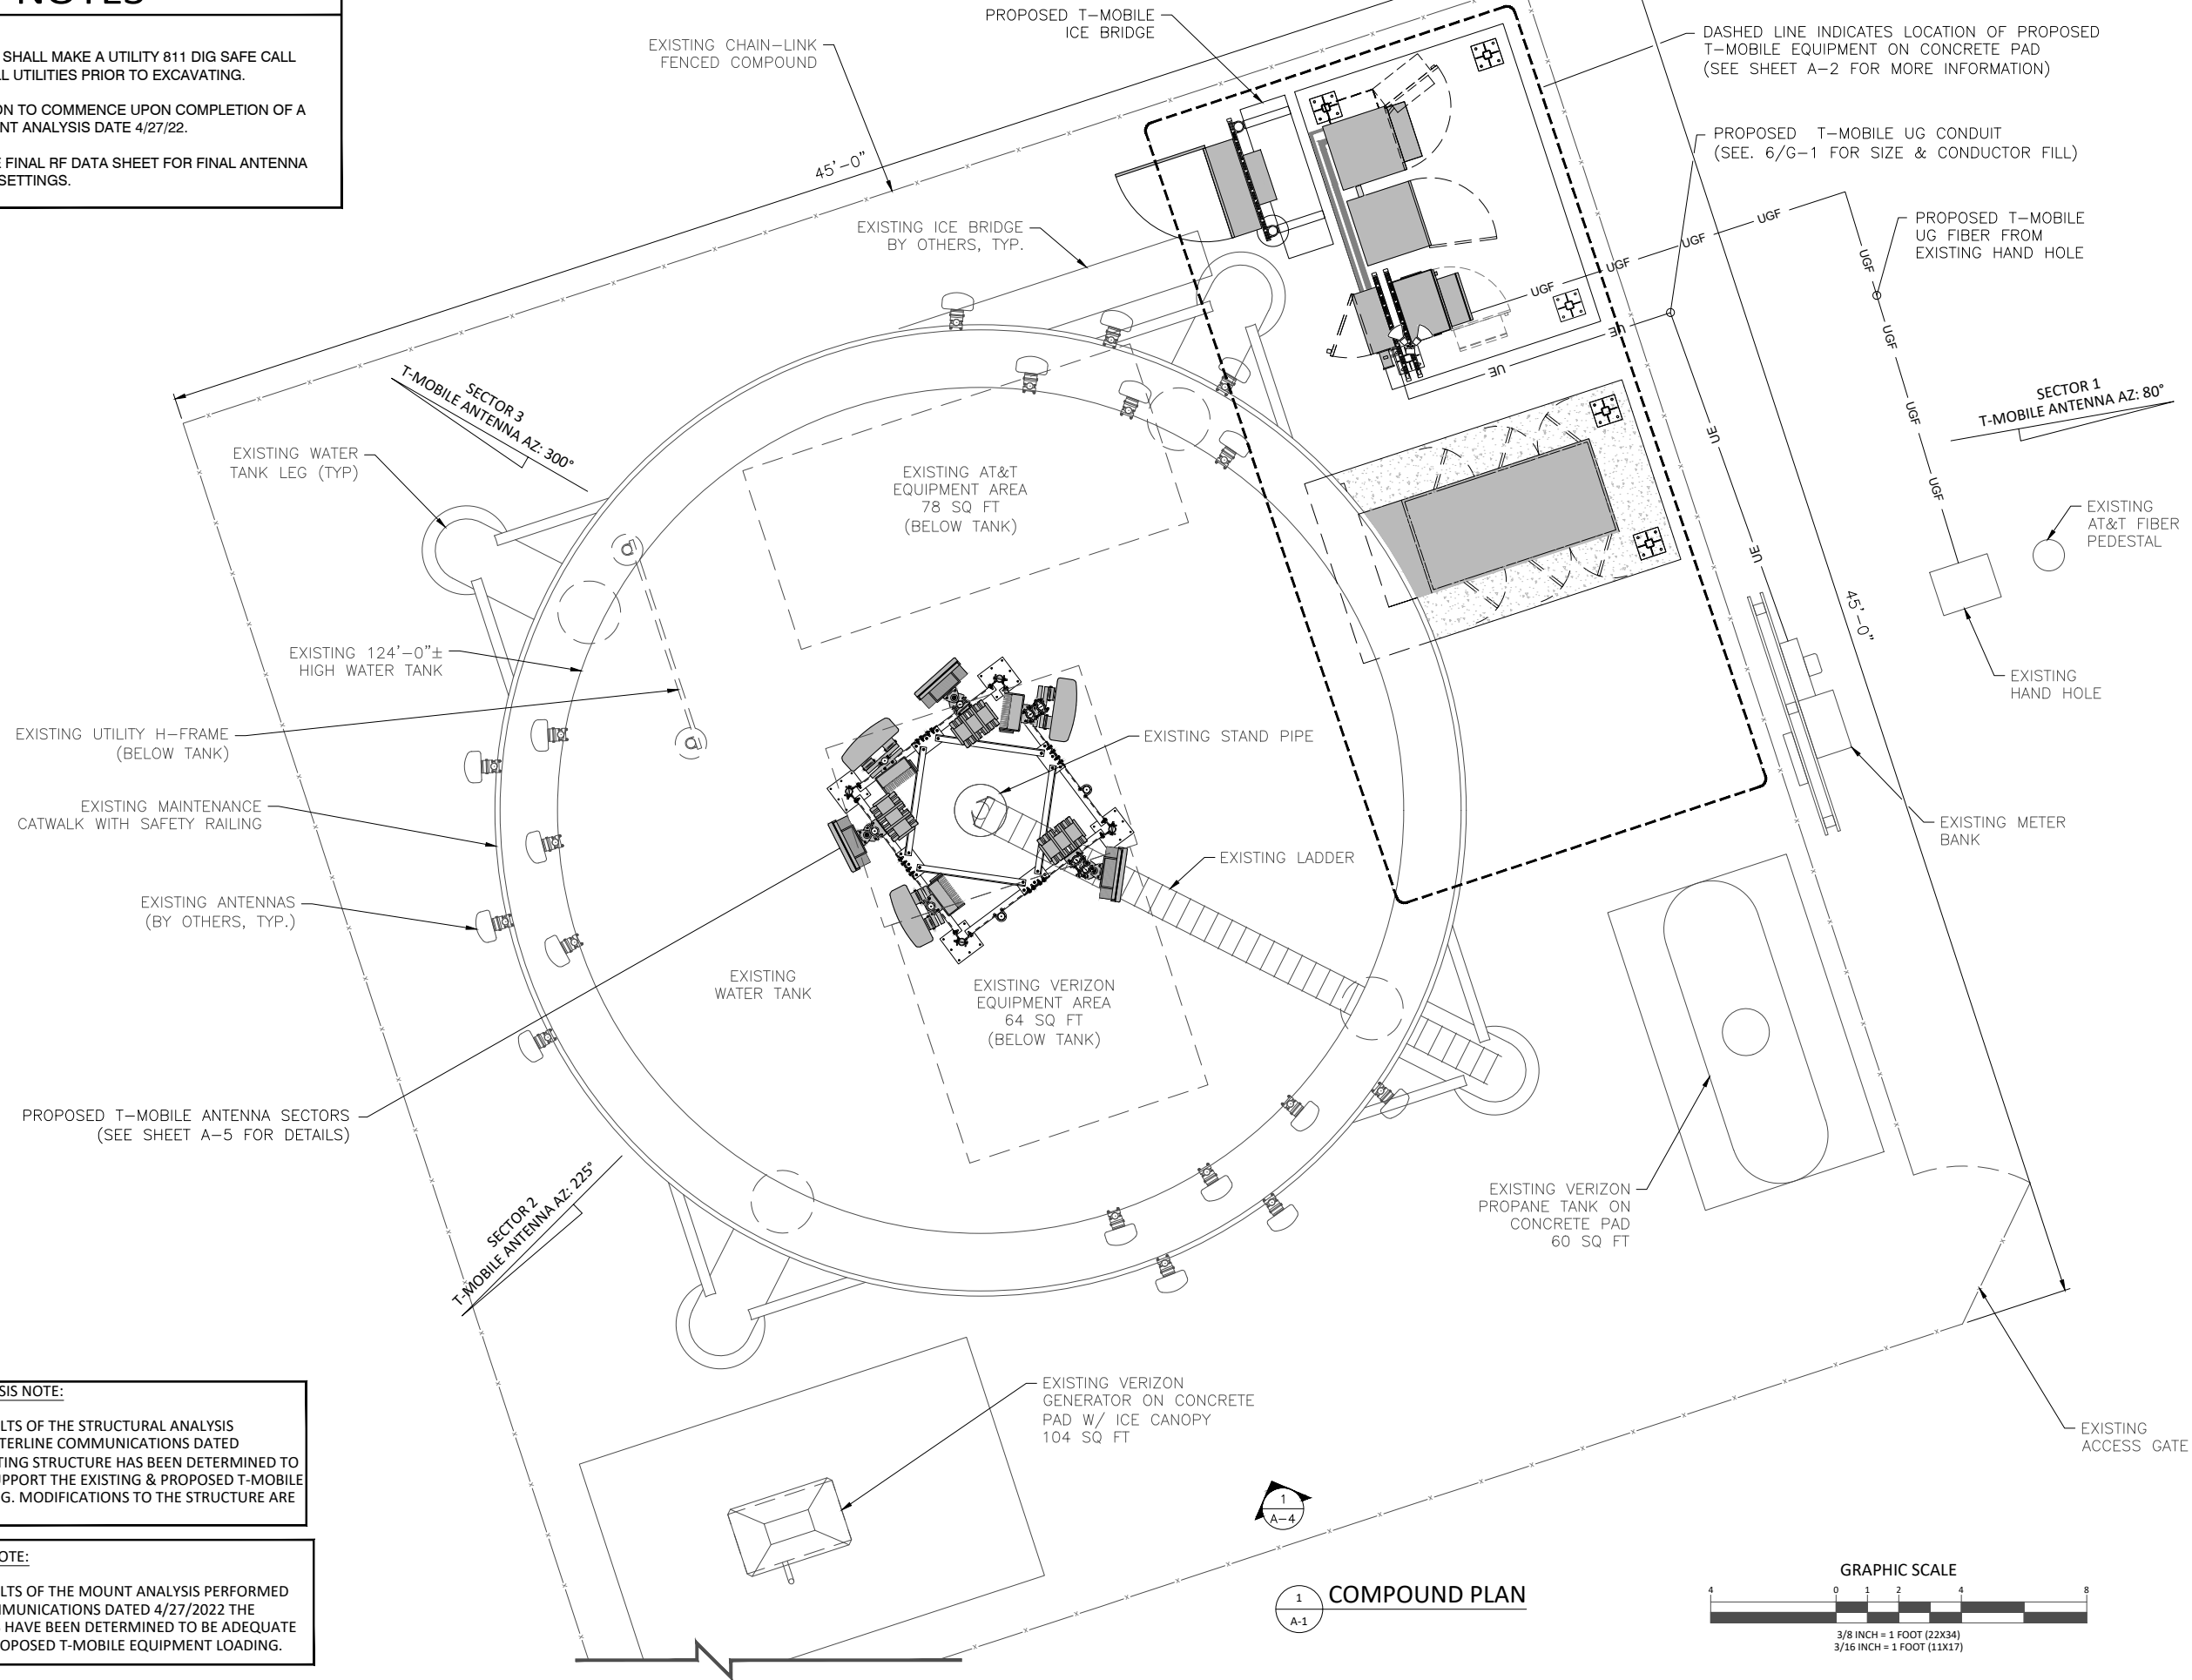 NOTES
SHALL MAKE A UTILITY 811 DIG SAFE CALL
UTILITIES PRIOR TO EXCAVATING.
TO COMMENCE UPON COMPLETION OF A
ANALYSIS DATE 4/27/22.
FINAL RF DATA SHEET FOR FINAL ANTENNA
SETTINGS.
EXISTING CHAIN-LINK
FENCED COMPOUND
PROPOSED T-MOBILE
ICE BRIDGE
DASHED LINE INDICATES LOCATION OF PROPOSED
T-MOBILE EQUIPMENT ON CONCRETE PAD
(SEE SHEET A-2 FOR MORE INFORMATION)
PROPOSED T-MOBILE UG CONDUIT
(SEE. 6/G-1 FOR SIZE & CONDUCTOR FILL)
45'-0"
EXISTING ICE BRIDGE
BY OTHERS, TYP.
PROPOSED T-MOBILE
UG FIBER FROM
EXISTING HAND HOLE
UGF
UGF
UGF
UGF
UGF
UGF
UGF
UGF
UE
UE
UE
UE
SECTOR 3
T-MOBILE ANTENNA AZ: 300°
SECTOR 1
T-MOBILE ANTENNA AZ: 80°
EXISTING WATER
TANK LEG (TYP)
EXISTING AT&T
EQUIPMENT AREA
78 SQ FT
(BELOW TANK)
EXISTING
AT&T FIBER
PEDESTAL
45'-0"
EXISTING 124'-0"±
HIGH WATER TANK
EXISTING
HAND HOLE
EXISTING UTILITY H-FRAME
(BELOW TANK)
EXISTING STAND PIPE
EXISTING MAINTENANCE
CATWALK WITH SAFETY RAILING
EXISTING METER
BANK
EXISTING LADDER
EXISTING ANTENNAS
(BY OTHERS, TYP.)
EXISTING
WATER TANK
EXISTING VERIZON
EQUIPMENT AREA
64 SQ FT
(BELOW TANK)
PROPOSED T-MOBILE ANTENNA SECTORS
(SEE SHEET A-5 FOR DETAILS)
SECTOR 2
T-MOBILE ANTENNA AZ: 225°
EXISTING VERIZON
PROPANE TANK ON
CONCRETE PAD
60 SQ FT
EXISTING VERIZON
GENERATOR ON CONCRETE
PAD W/ ICE CANOPY
104 SQ FT
EXISTING
ACCESS GATE
NOTE:
OF THE STRUCTURAL ANALYSIS
COMMUNICATIONS DATED
STRUCTURE HAS BEEN DETERMINED TO
THE EXISTING & PROPOSED T-MOBILE
MODIFICATIONS TO THE STRUCTURE ARE
OF THE MOUNT ANALYSIS PERFORMED
DATED 4/27/2022 THE
HAVE BEEN DETERMINED TO BE ADEQUATE
T-MOBILE EQUIPMENT LOADING.
1
A-4
1
A-1
COMPOUND PLAN
GRAPHIC SCALE
4 0 1 2 4 8
3/8 INCH = 1 FOOT (22X34)
3/16 INCH = 1 FOOT (11X17)